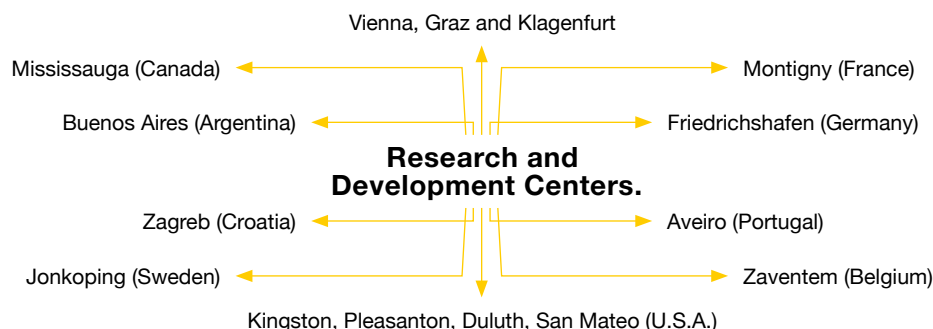 Vienna, Graz and Klagenfurt
Mississauga (Canada)
Montigny (France)
Buenos Aires (Argentina)
Friedrichshafen (Germany)
Research and
Development Centers.
Zagreb (Croatia)
Aveiro (Portugal)
Jonkoping (Sweden)
Zaventem (Belgium)
Kingston, Pleasanton, Duluth, San Mateo (U.S.A.)